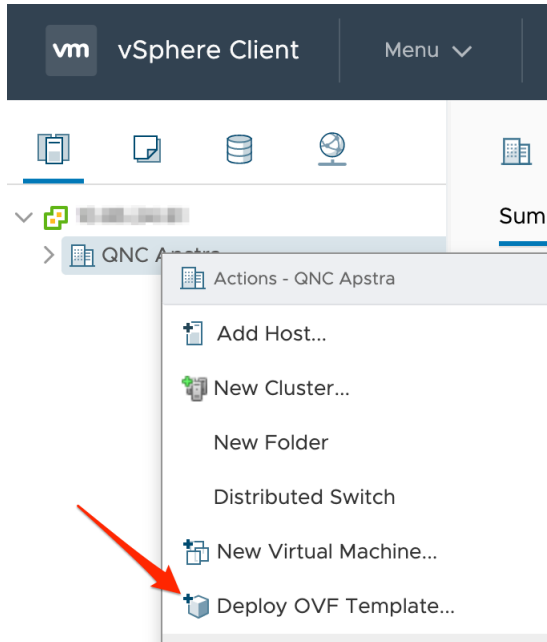 vm vSphere Client Menu
Sum
QNC
Actions - QNC Apstra
Add Host...
New Cluster...
New Folder
Distributed Switch
New Virtual Machine...
Deploy OVF Template...